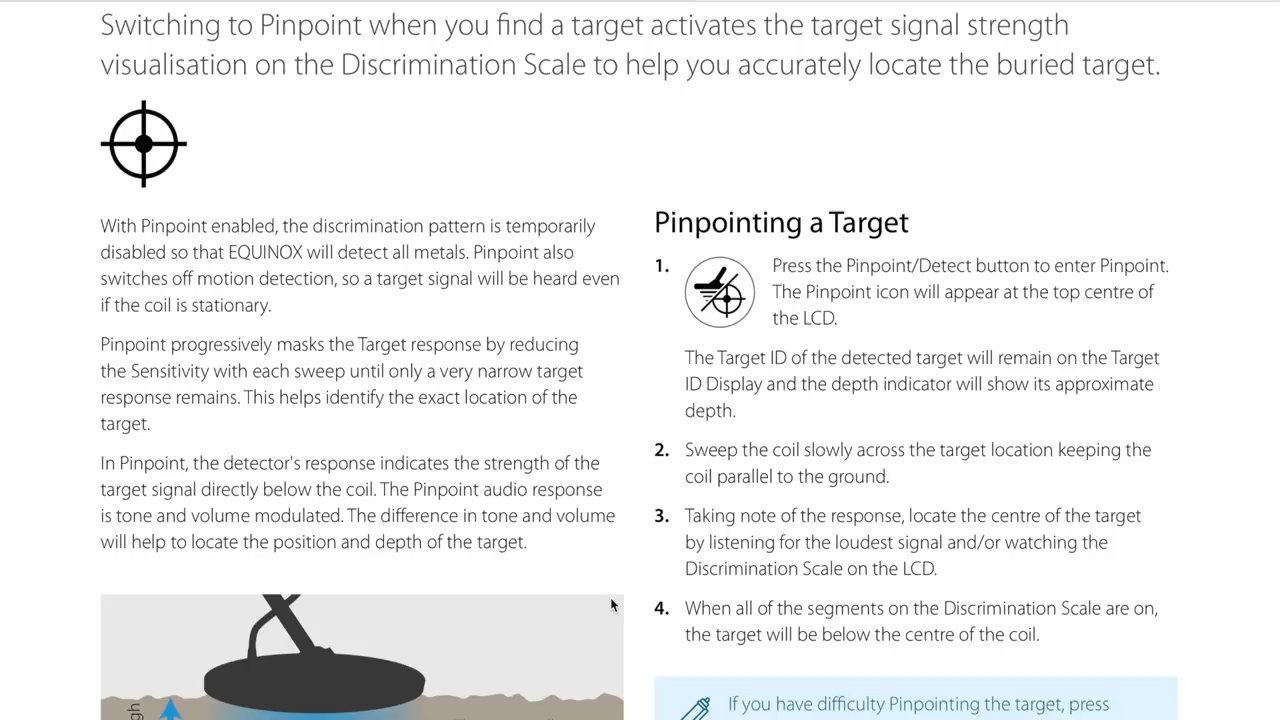 Switching to Pinpoint when you find a target activates the target signal strength
visualisation on the Discrimination Scale to help you accurately locate the buried target.
With Pinpoint enabled, the discrimination pattern is temporarily
disabled so that EQUINOX will detect all metals. Pinpoint also
switches off motion detection, so a target signal will be heard even
if the coil is stationary.
Pinpoint progressively masks the Target response by reducing
the Sensitivity with each sweep until only a very narrow target
response remains. This helps identify the exact location of the
target.
In Pinpoint, the detector's response indicates the strength of the
target signal directly below the coil. The Pinpoint audio response
is tone and volume modulated. The difference in tone and volume
will help to locate the position and depth of the target.
Pinpointing a Target
1. Press the Pinpoint/Detect button to enter Pinpoint.
The Pinpoint icon will appear at the top centre of
the LCD.
The Target ID of the detected target will remain on the Target
ID Display and the depth indicator will show its approximate
depth.
2. Sweep the coil slowly across the target location keeping the
coil parallel to the ground.
3. Taking note of the response, locate the centre of the target
by listening for the loudest signal and/or watching the
Discrimination Scale on the LCD.
4. When all of the segments on the Discrimination Scale are on,
the target will be below the centre of the coil.
If you have difficulty Pinpointing the target, press